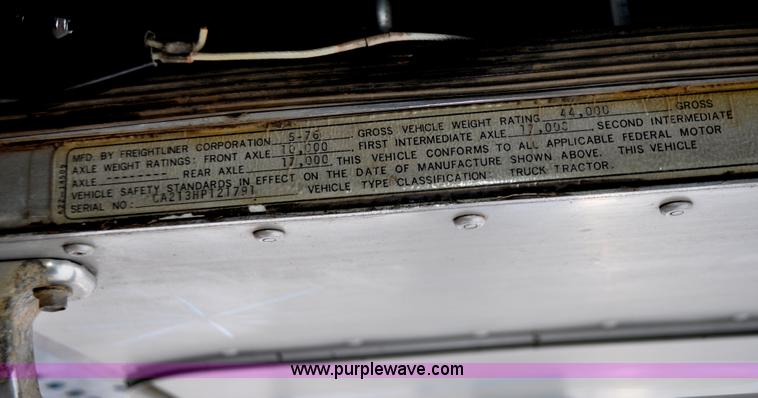 MFD. BY FREIGHTLINER CORPORATION 5-76 GROSS VEHICLE WEIGHT RATING 44,000 GROSS
AXLE WEIGHT RATINGS: FRONT AXLE 10,000, FIRST INTERMEDIATE AXLE 17,000, SECOND INTERMEDIATE
AXLE ------ REAR AXLE 17,000 THIS VEHICLE CONFORMS TO ALL APPLICABLE FEDERAL MOTOR
VEHICLE SAFETY STANDARDS IN EFFECT ON THE DATE OF MANUFACTURE SHOWN ABOVE. THIS VEHICLE
SERIAL NO: CA213HP121791 VEHICLE TYPE CLASSIFICATION: TRUCK TRACTOR.
www.purplewave.com